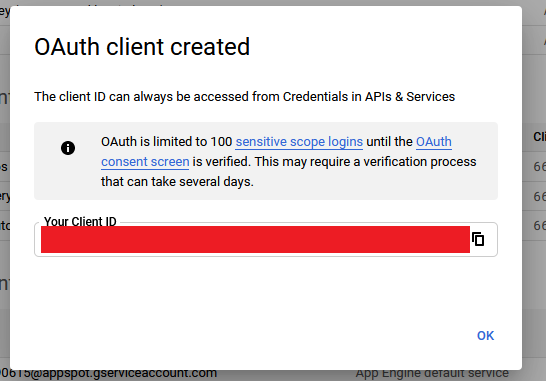 OAuth client created
The client ID can always be accessed from Credentials in APIs & Services
OAuth is limited to 100 sensitive scope logins until the OAuth
consent screen is verified. This may require a verification process
that can take several days.
Your Client ID
OK
90615@appspot.gserviceaccount.com
App Engine default service